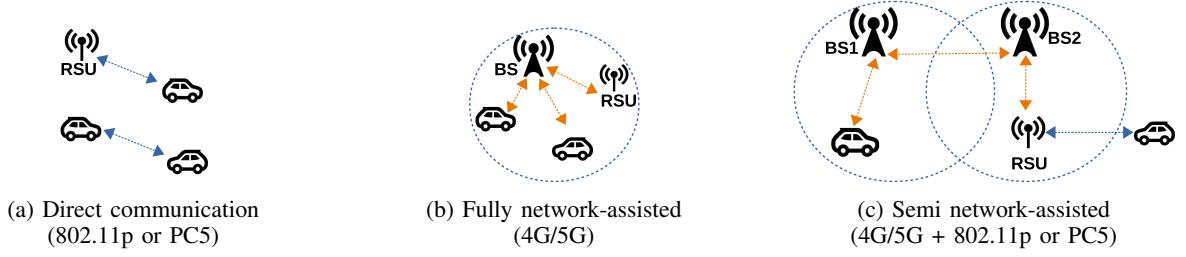 RSU
(a) Direct communication
(802.11p or PC5)
BS
RSU
(b) Fully network-assisted
(4G/5G)
BS1
BS2
RSU
(c) Semi network-assisted
(4G/5G + 802.11p or PC5)